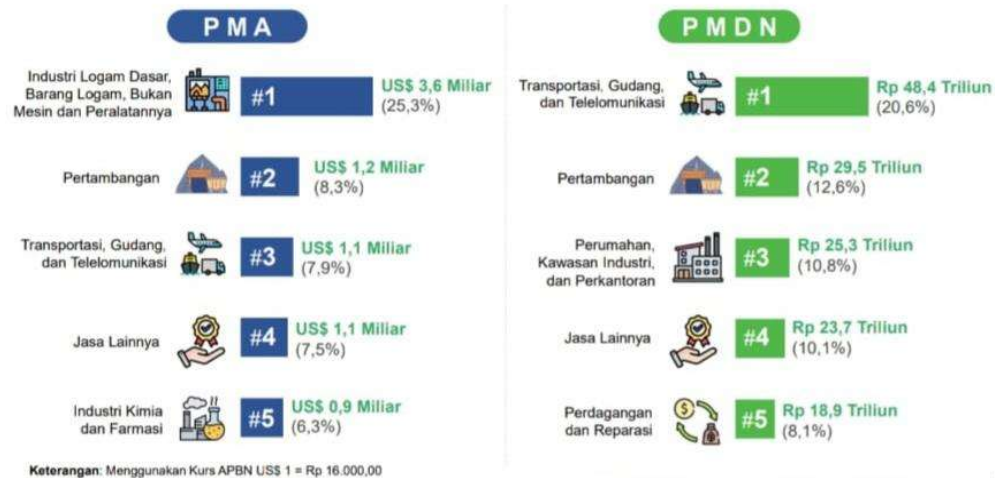 PMA
Industri Logam Dasar,
Barang Logam, Bukan
Mesin dan Peralatannya
#1
US$ 3,6 Miliar
(25,3%)
Pertambangan
#2
US$ 1,2 Miliar
(8,3%)
Transportasi, Gudang,
dan Telelomunikasi
#3
US$ 1,1 Miliar
(7,9%)
Jasa Lainnya
#4
US$ 1,1 Miliar
(7,5%)
Industri Kimia
dan Farmasi
#5
US$ 0,9 Miliar
(6,3%)
Keterangan: Menggunakan Kurs APBN US$ 1 = Rp 16.000,00
PMDN
Transportasi, Gudang,
dan Telelomunikasi
#1
Rp 48,4 Triliun
(20,6%)
Pertambangan
#2
Rp 29,5 Triliun
(12,6%)
Perumahan,
Kawasan Industri,
dan Perkantoran
#3
Rp 25,3 Triliun
(10,8%)
Jasa Lainnya
#4
Rp 23,7 Triliun
(10,1%)
Perdagangan
dan Reparasi
#5
Rp 18,9 Triliun
(8,1%)